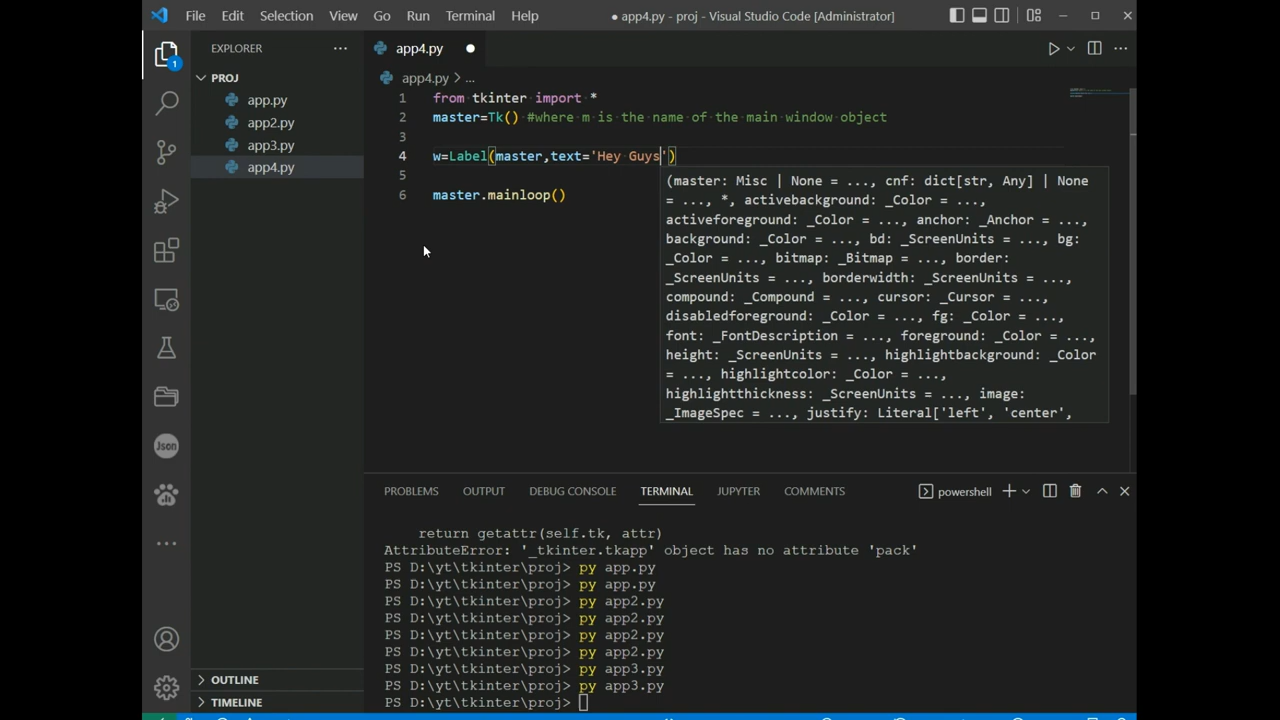 File Edit Selection View Go Run Terminal Help
● app4.py - proj - Visual Studio Code [Administrator]
EXPLORER
app4.py
PROJ
app4.py > ...
app.py
app2.py
app3.py
app4.py
1 from tkinter import *
2 master=Tk() #where m is the name of the main window object
3
4 w=Label(master,text='Hey Guys')
5
6 master.mainloop()
(master: Misc | None = ..., cnf: dict[str, Any] | None
= ..., *, activebackground: _Color = ...,
activeforeground: _Color = ..., anchor: _Anchor = ...,
background: _Color = ..., bd: _ScreenUnits = ..., bg:
_Color = ..., bitmap: _Bitmap = ..., border:
_ScreenUnits = ..., borderwidth: _ScreenUnits = ...,
compound: _Compound = ..., cursor: _Cursor = ...,
disabledforeground: _Color = ..., fg: _Color = ...,
font: _FontDescription = ..., foreground: _Color = ...,
height: _ScreenUnits = ..., highlightbackground: _Color
= ..., highlightcolor: _Color = ...,
highlightthickness: _ScreenUnits = ..., image:
_ImageSpec = ..., justify: Literal['left', 'center',
1
Json
PROBLEMS OUTPUT DEBUG CONSOLE TERMINAL JUPYTER COMMENTS
powershell
return getattr(self.tk, attr)
AttributeError: '_tkinter.tkapp' object has no attribute 'pack'
PS D:\yt\tkinter\proj> py app.py
PS D:\yt\tkinter\proj> py app.py
PS D:\yt\tkinter\proj> py app2.py
PS D:\yt\tkinter\proj> py app2.py
PS D:\yt\tkinter\proj> py app2.py
PS D:\yt\tkinter\proj> py app2.py
PS D:\yt\tkinter\proj> py app3.py
PS D:\yt\tkinter\proj> py app3.py
PS D:\yt\tkinter\proj>
OUTLINE
TIMELINE